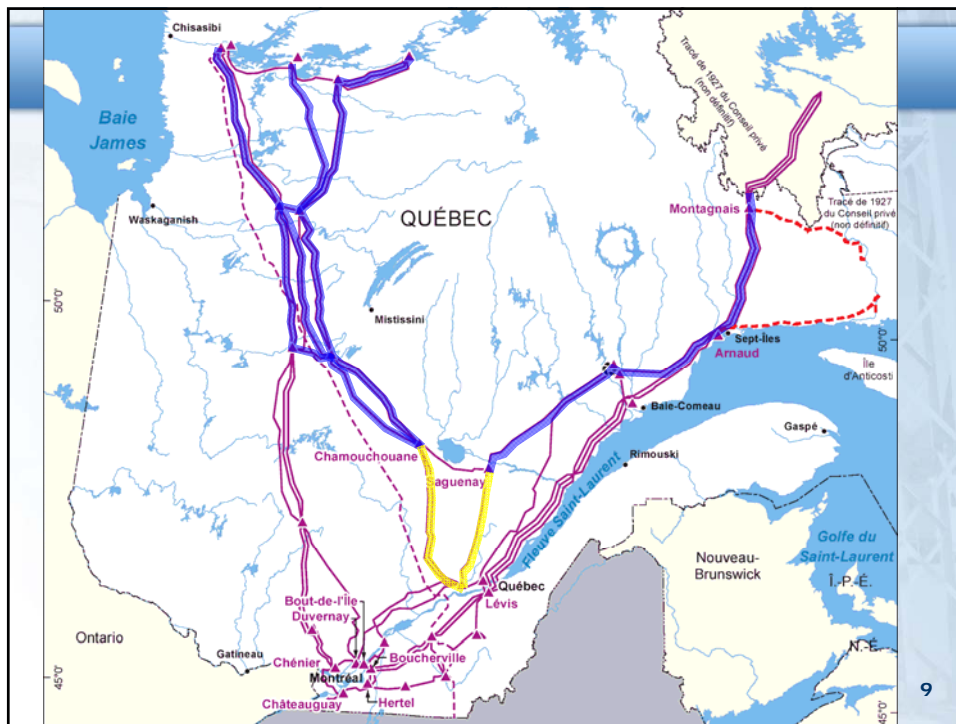 Chisasibi
Baie
James
Tracé de 1927
du Conseil privé
(non définitif)
Waskaganish
QUÉBEC
Montagnais
Tracé de 1927
du Conseil privé
(non définitif)
50°0'
Mistissini
50°0'
Sept-Îles
Arnaud
Île
d'Anticosti
Baie-Comeau
Gaspé
Chamouchouane
Rimouski
Saguenay
Fleuve Saint-Laurent
Golfe du
Saint-Laurent
Nouveau-
Brunswick
Î.-P.-É.
Québec
Lévis
Bout-de-l'Île
Duvernay
Ontario
Gatineau
Chénier
Boucherville
N.-É.
Montréal
45°0'
Châteauguay
Hertel
45°0'
9